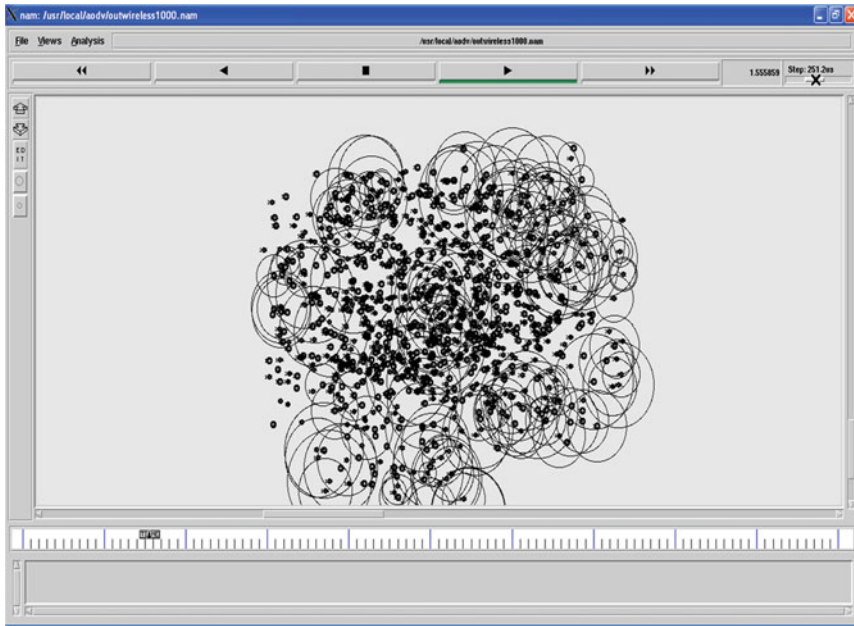 nam: /usr/local/aodv/outwireless1000.nam
File Views Analysis /usr/local/aodv/outwireless1000.nam
1.555859 Step: 251.2us
ED
IT